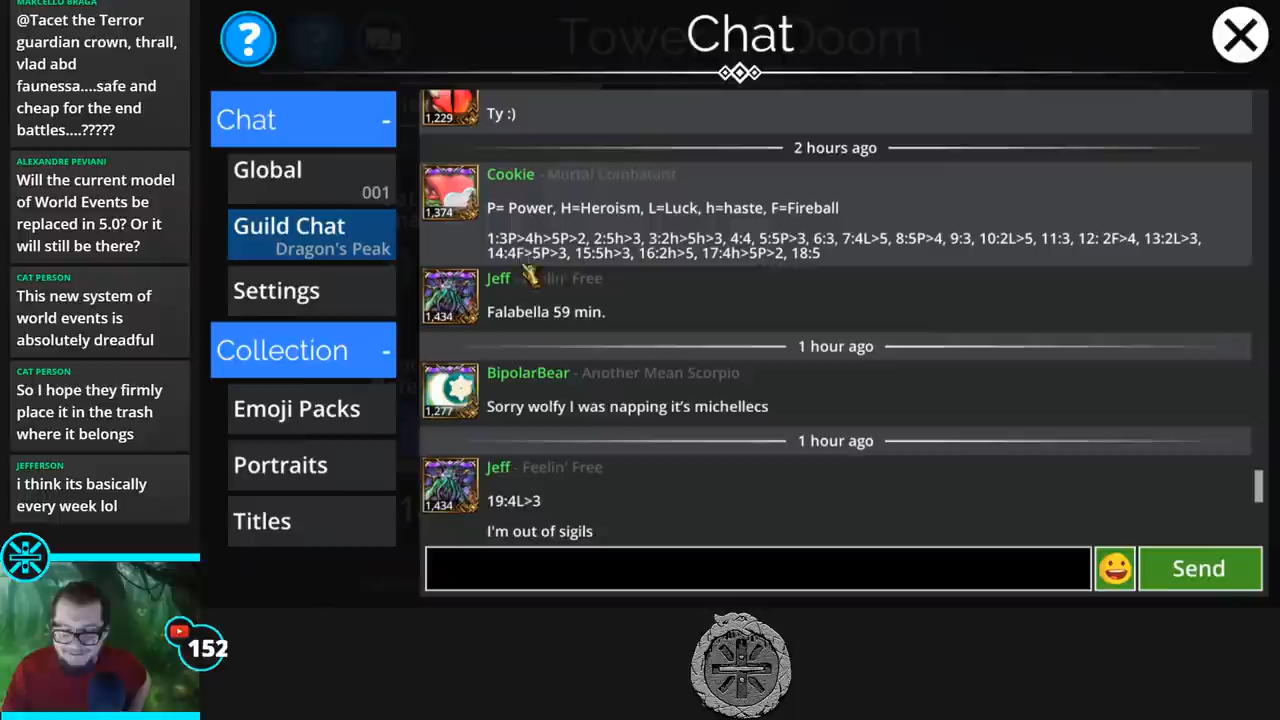 MARCELLO BRAGA
@Tacet the Terror
guardian crown, thrall,
vlad abd
faunessa....safe and
cheap for the end
battles....?????
ALEXANDRE PEVIANI
Will the current model
of World Events be
replaced in 5.0? Or it
will still be there?
CAT PERSON
This new system of
world events is
absolutely dreadful
CAT PERSON
So I hope they firmly
place it in the trash
where it belongs
JEFFERSON
i think its basically
every week lol
152
?
Tower of Doom
Chat
Chat -
Global
001
Guild Chat
Dragon's Peak
Settings
Collection -
Emoji Packs
Portraits
Titles
1,229
Ty :)
2 hours ago
Cookie - Mortal Combatant
1,374
P= Power, H=Heroism, L=Luck, h=haste, F=Fireball
1:3P>4h>5P>2, 2:5h>3, 3:2h>5h>3, 4:4, 5:5P>3, 6:3, 7:4L>5, 8:5P>4, 9:3, 10:2L>5, 11:3, 12: 2F>4, 13:2L>3,
14:4F>5P>3, 15:5h>3, 16:2h>5, 17:4h>5P>2, 18:5
Jeff - Feelin' Free
1,434
Falabella 59 min.
1 hour ago
BipolarBear - Another Mean Scorpio
1,277
Sorry wolfy I was napping it's michellecs
1 hour ago
Jeff - Feelin' Free
1,434
19:4L>3
I'm out of sigils
Send